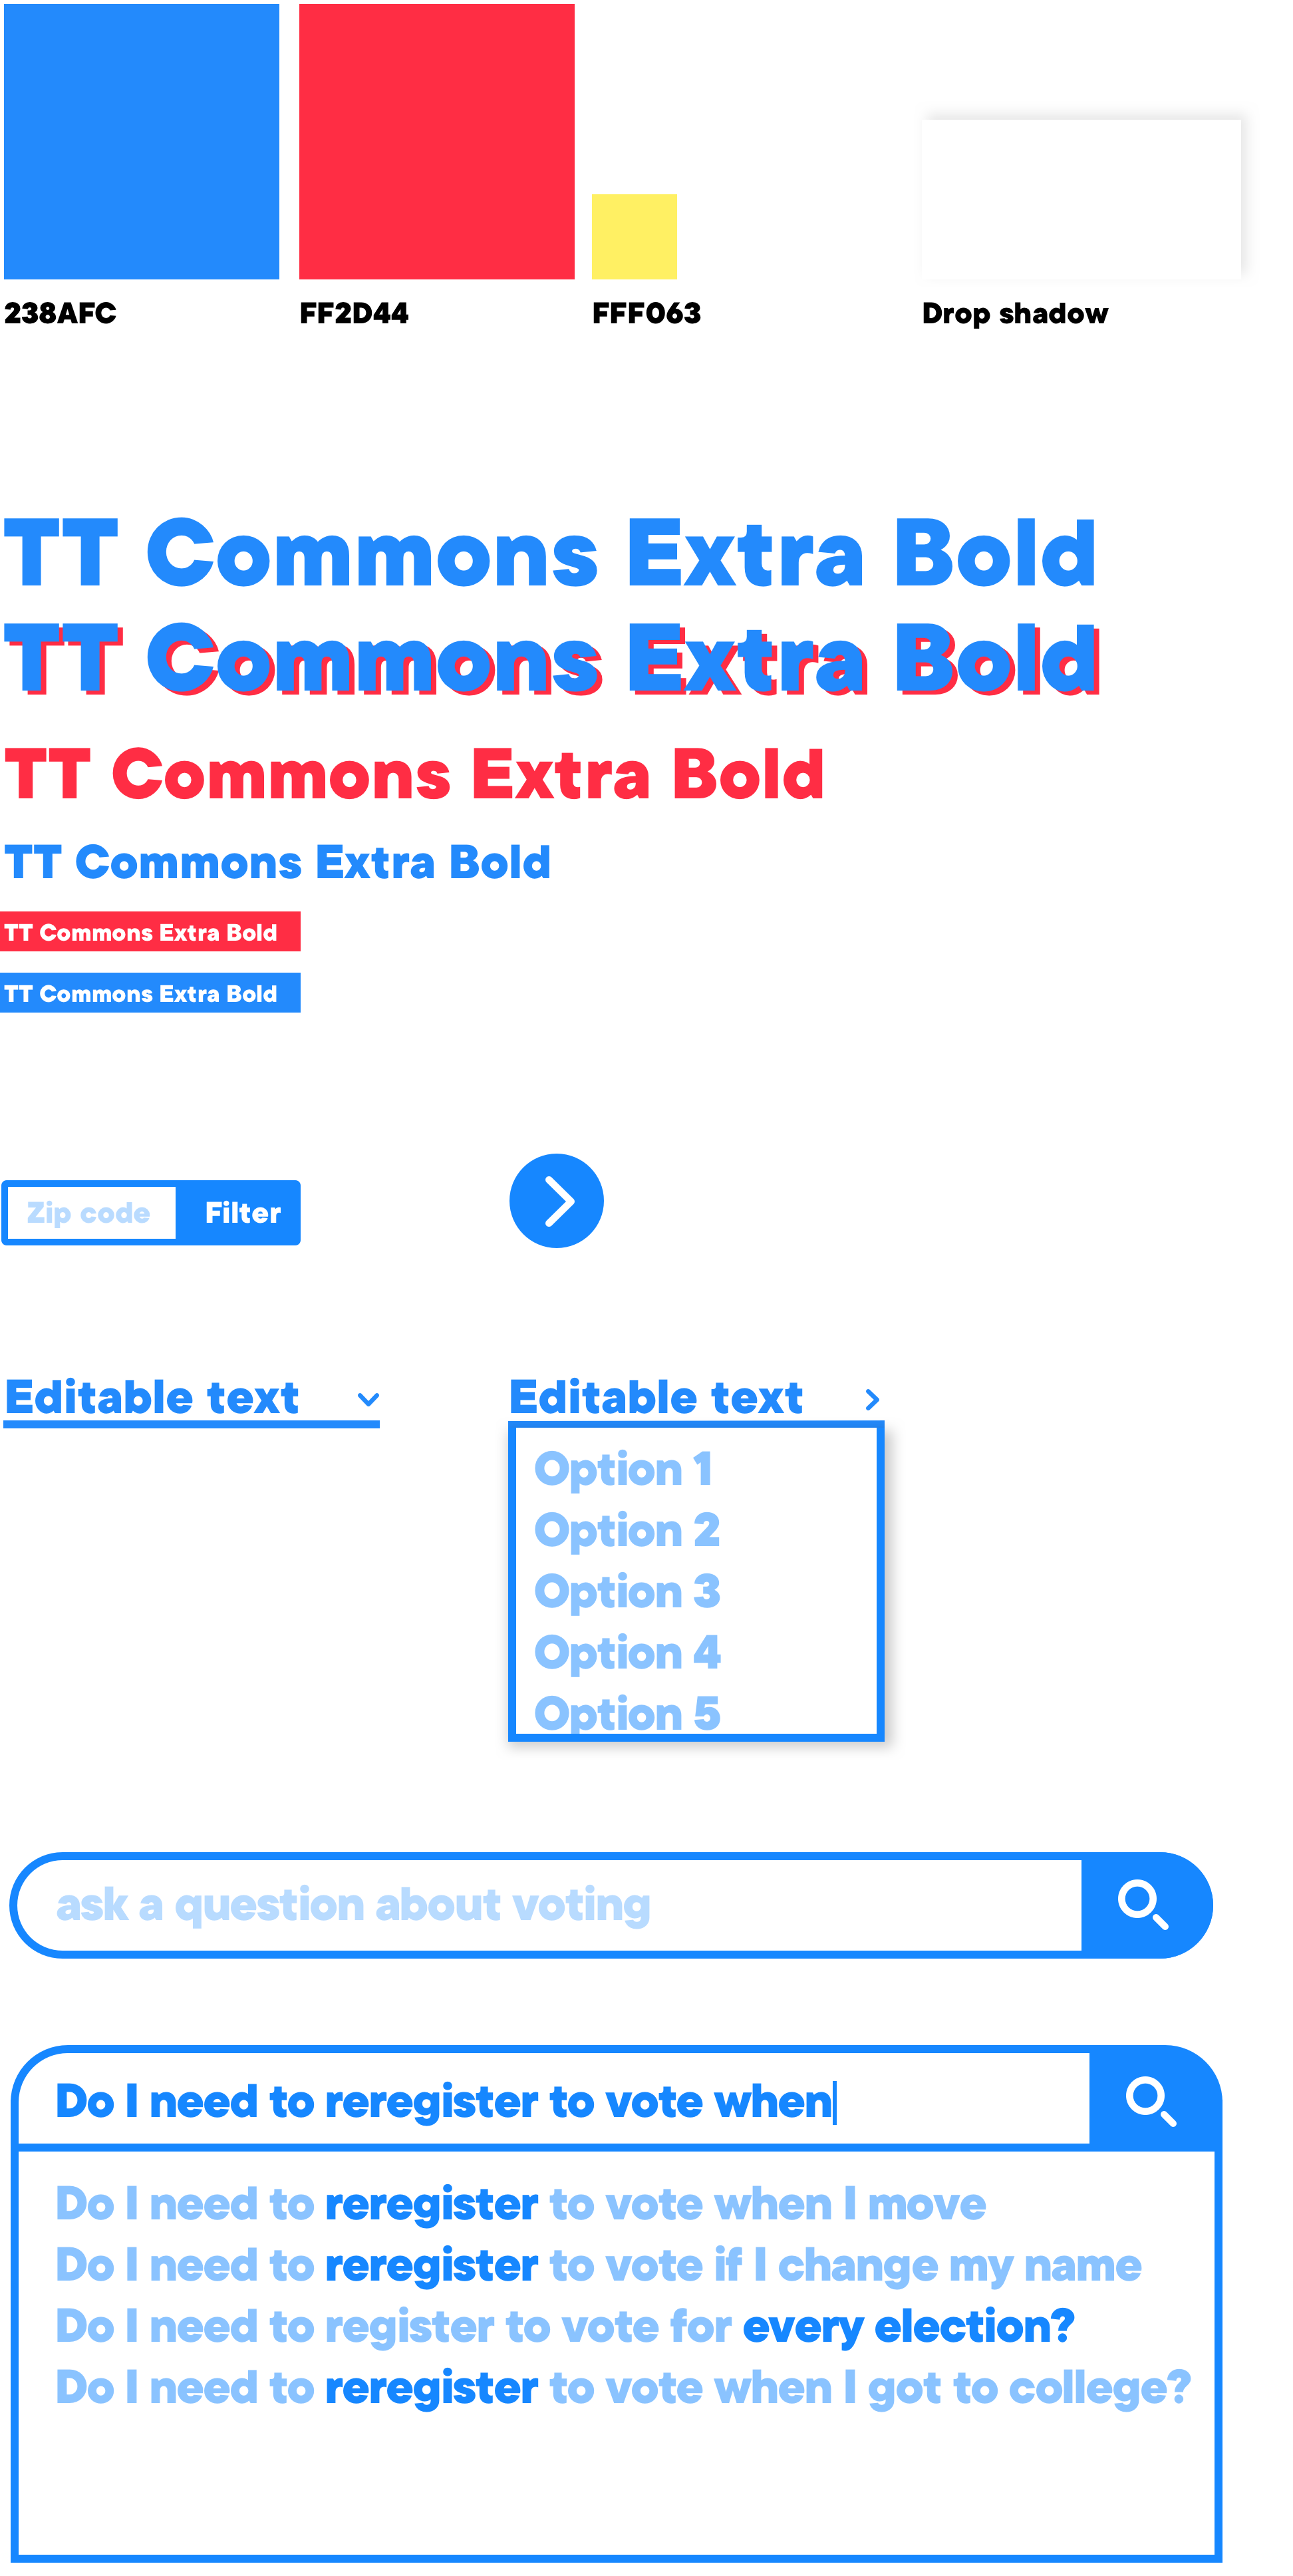 238AFC
FF2D44
FFF063
Drop shadow
TT Commons Extra Bold
TT Commons Extra Bold
TT Commons Extra Bold
TT Commons Extra Bold
TT Commons Extra Bold
TT Commons Extra Bold
Zip code
Filter
Editable text
Editable text
Option 1
Option 2
Option 3
Option 4
Option 5
ask a question about voting
Do I need to reregister to vote when
Do I need to reregister to vote when I move
Do I need to reregister to vote if I change my name
Do I need to register to vote for every election?
Do I need to reregister to vote when I got to college?